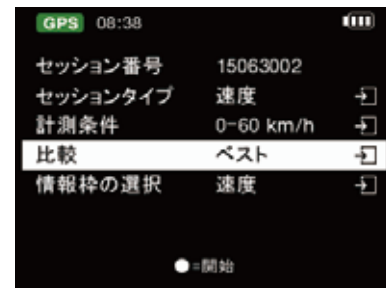 GPS 08:38
セッション番号 15063002
セッションタイプ 速度
計測条件 0-60 km/h
比較 ベスト
情報枠の選択 速度
●=開始